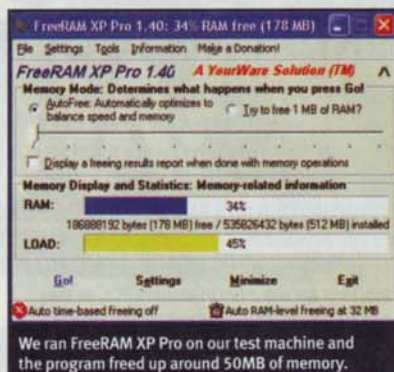 FreeRAM XP Pro 1.40: 34% RAM free (178 MB)
File Settings Tools Information Make a Donation!
FreeRAM XP Pro 1.40 A YourWare Solution (TM)
Memory Mode: Determines what happens when you press Go!
AutoFree: Automatically optimizes to balance speed and memory
Try to free 1 MB of RAM?
Display a freeing results report when done with memory operations
Memory Display and Statistics: Memory-related information
RAM: 34%
186888192 bytes (178 MB) free / 535826432 bytes (512 MB) installed
LOAD: 45%
Go! Settings Minimize Exit
Auto time-based freeing off Auto RAM-level freeing at 32 MB
We ran FreeRAM XP Pro on our test machine and
the program freed up around 50MB of memory.